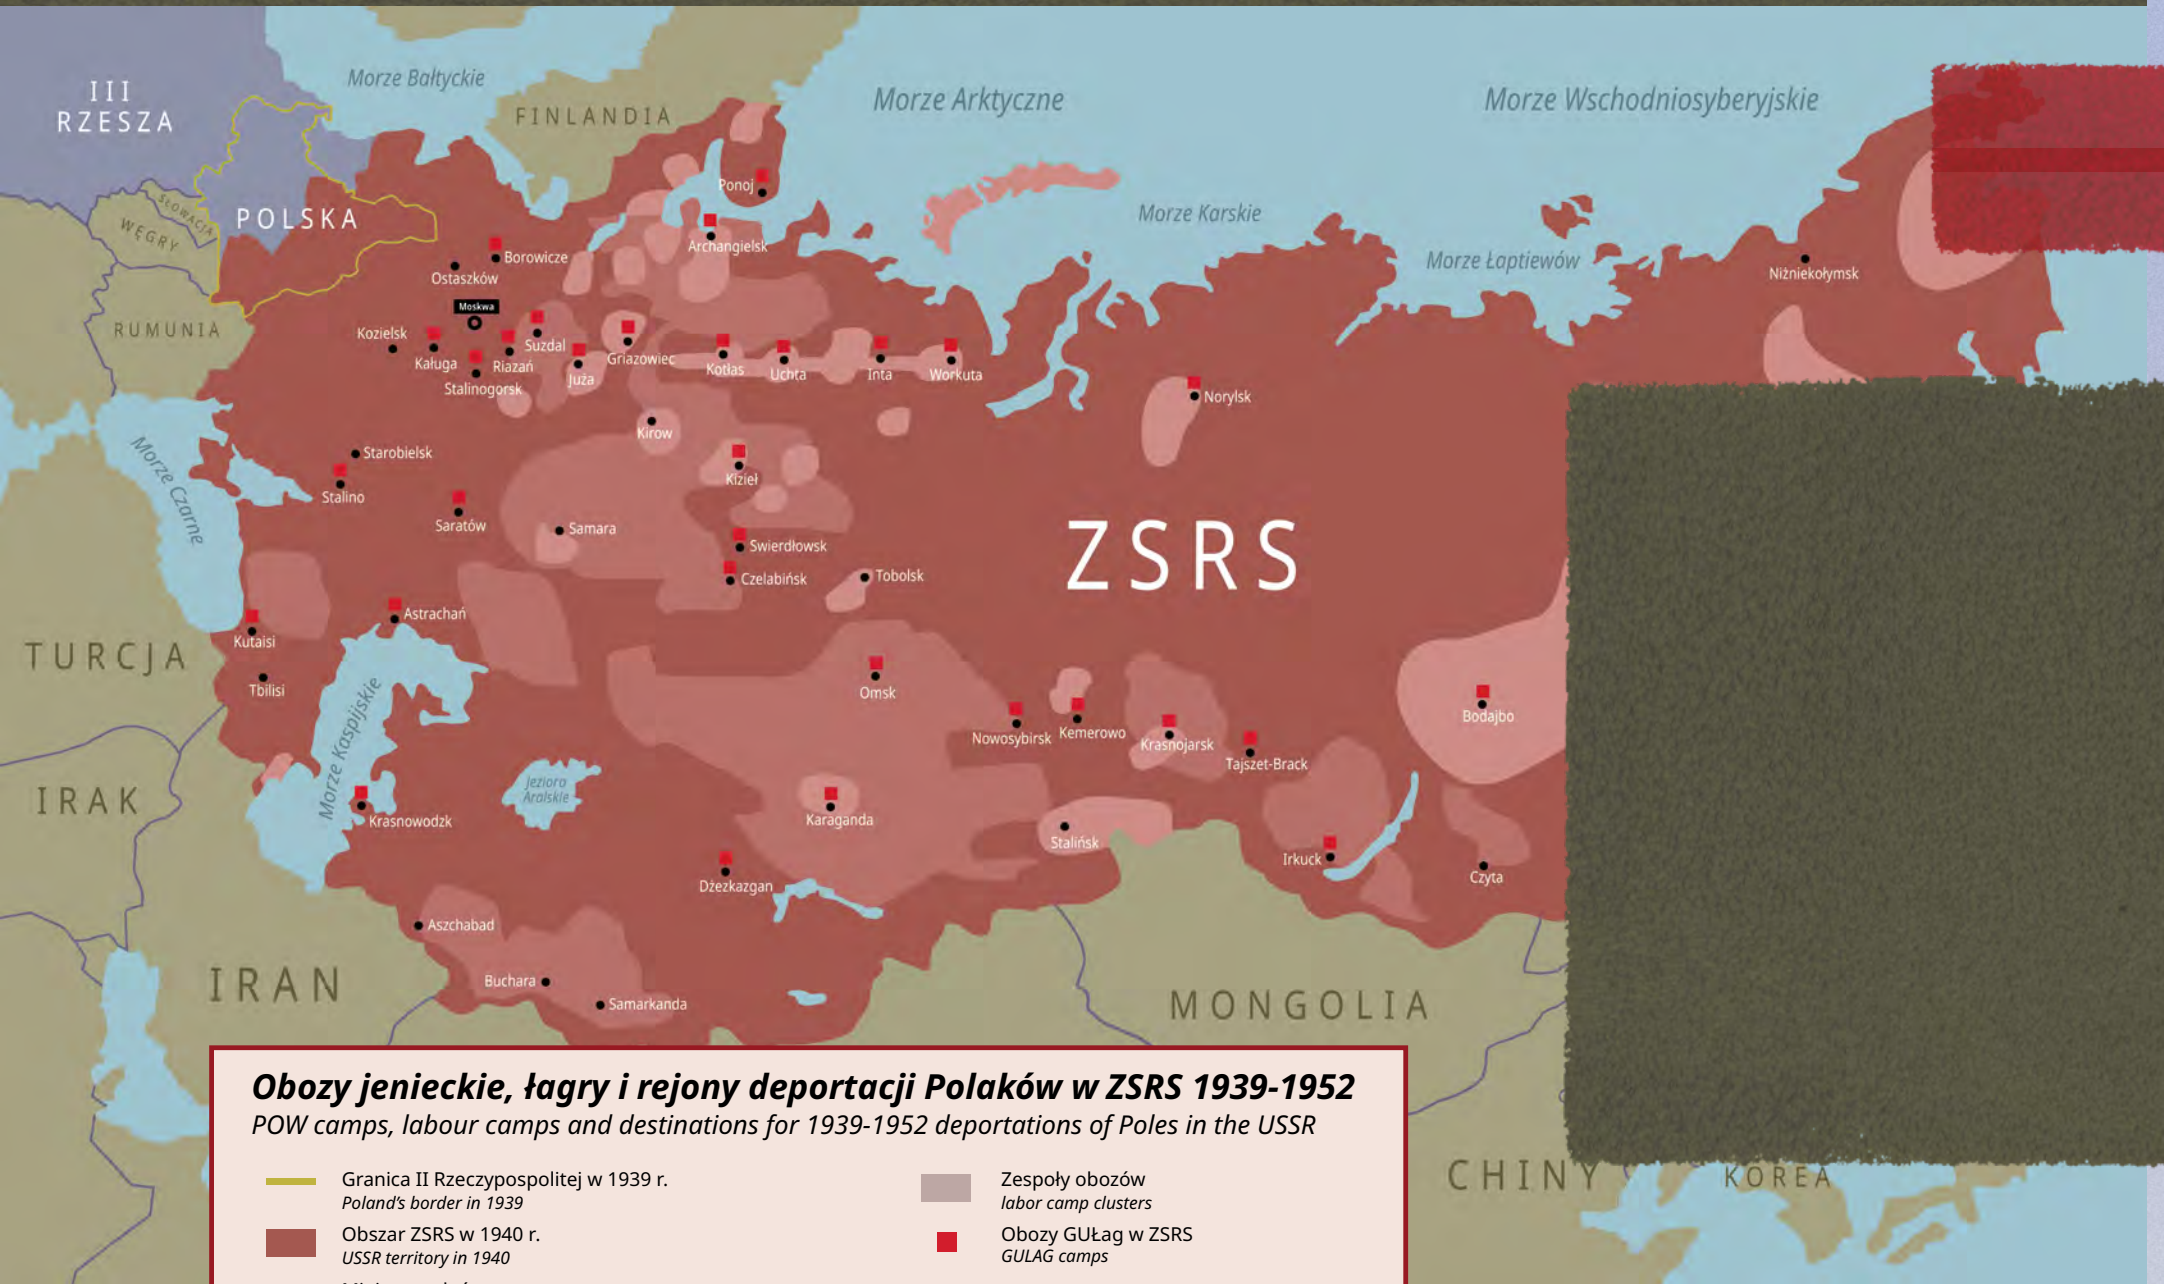 III
RZESZA
Morze Bałtyckie
FINLANDIA
Morze Arktyczne
Morze Wschodniosyberyjskie
SŁOWACJA
WĘGRY
POLSKA
Ponoj
Archangielsk
Morze Karskie
Morze Łaptiewów
Niżniekołymsk
Borowicze
Ostaszków
Moskwa
RUMUNIA
Kozielsk
Kaługa
Riazań
Suzdal
Stalinogorsk
Juża
Griazowiec
Kotłas
Uchta
Inta
Workuta
Norylsk
Kirow
Morze Czarne
Starobielsk
Stalino
Saratów
Kizieł
Samara
Swierdłowsk
Czelabińsk
Tobolsk
ZSRS
Astrachań
Kutaisi
Tbilisi
TURCJA
Omsk
Nowosybirsk
Kemerowo
Krasnojarsk
Tajszet-Brack
Bodajbo
Morze Kaspijskie
IRAK
Jezioro
Aralskie
Krasnowodzk
Karaganda
Stalińsk
Irkuck
Czyta
Dżezkazgan
Aszchabad
IRAN
Buchara
Samarkanda
MONGOLIA
CHINY
KOREA
Obozy jenieckie, łagry i rejony deportacji Polaków w ZSRS 1939-1952
POW camps, labour camps and destinations for 1939-1952 deportations of Poles in the USSR
Granica II Rzeczypospolitej w 1939 r.
Poland's border in 1939
Obszar ZSRS w 1940 r.
USSR territory in 1940
Zespoły obozów
labor camp clusters
Obozy GUŁag w ZSRS
GULAG camps